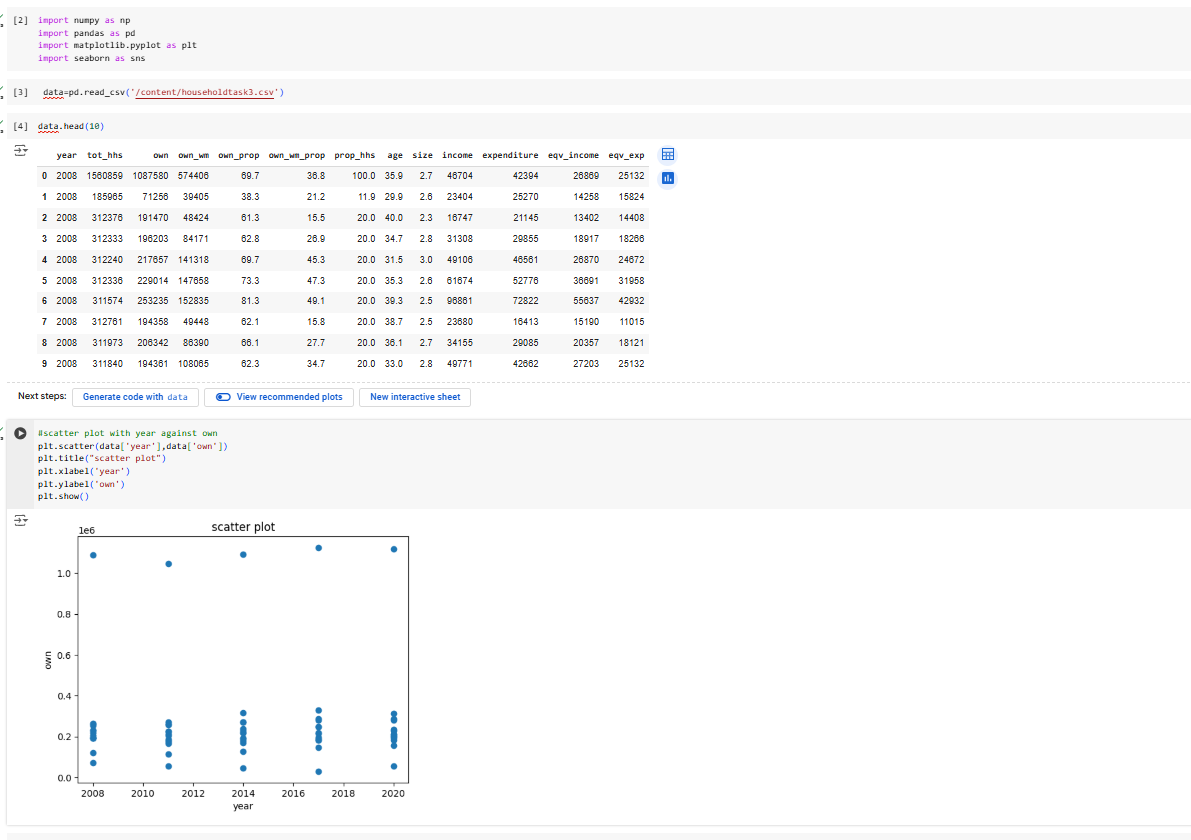 [2] import numpy as np
import pandas as pd
import matplotlib.pyplot as plt
import seaborn as sns
[3] data=pd.read_csv('/content/householdtask3.csv')
[4] data.head(10)
year tot_hhs own own_wm own_prop own_wm_prop prop_hhs age size income expenditure eqv_income eqv_exp
0 2008 1560859 1087580 574406 69.7 36.8 100.0 35.9 2.7 46704 42394 26869 25132
1 2008 185965 71256 39405 38.3 21.2 11.9 29.9 2.6 23404 25270 14258 15824
2 2008 312376 191470 48424 61.3 15.5 20.0 40.0 2.3 16747 21145 13402 14408
3 2008 312333 196203 84171 62.8 26.9 20.0 34.7 2.8 31308 29855 18917 18266
4 2008 312240 217657 141318 69.7 45.3 20.0 31.5 3.0 49106 46561 26870 24672
5 2008 312336 229014 147658 73.3 47.3 20.0 35.3 2.6 61674 52776 36691 31958
6 2008 311574 253235 152835 81.3 49.1 20.0 39.3 2.5 96861 72822 55637 42932
7 2008 312761 194358 49448 62.1 15.8 20.0 38.7 2.5 23680 16413 15190 11015
8 2008 311973 206342 86390 66.1 27.7 20.0 36.1 2.7 34155 29085 20357 18121
9 2008 311840 194361 108065 62.3 34.7 20.0 33.0 2.8 49771 42662 27203 25132
Next steps: Generate code with data View recommended plots New interactive sheet
#scatter plot with year against own
plt.scatter(data['year'],data['own'])
plt.title("scatter plot")
plt.xlabel('year')
plt.ylabel('own')
plt.show()
scatter plot
1e6
1.0
0.8
0.6
0.4
0.2
0.0
own
2008 2010 2012 2014 2016 2018 2020
year